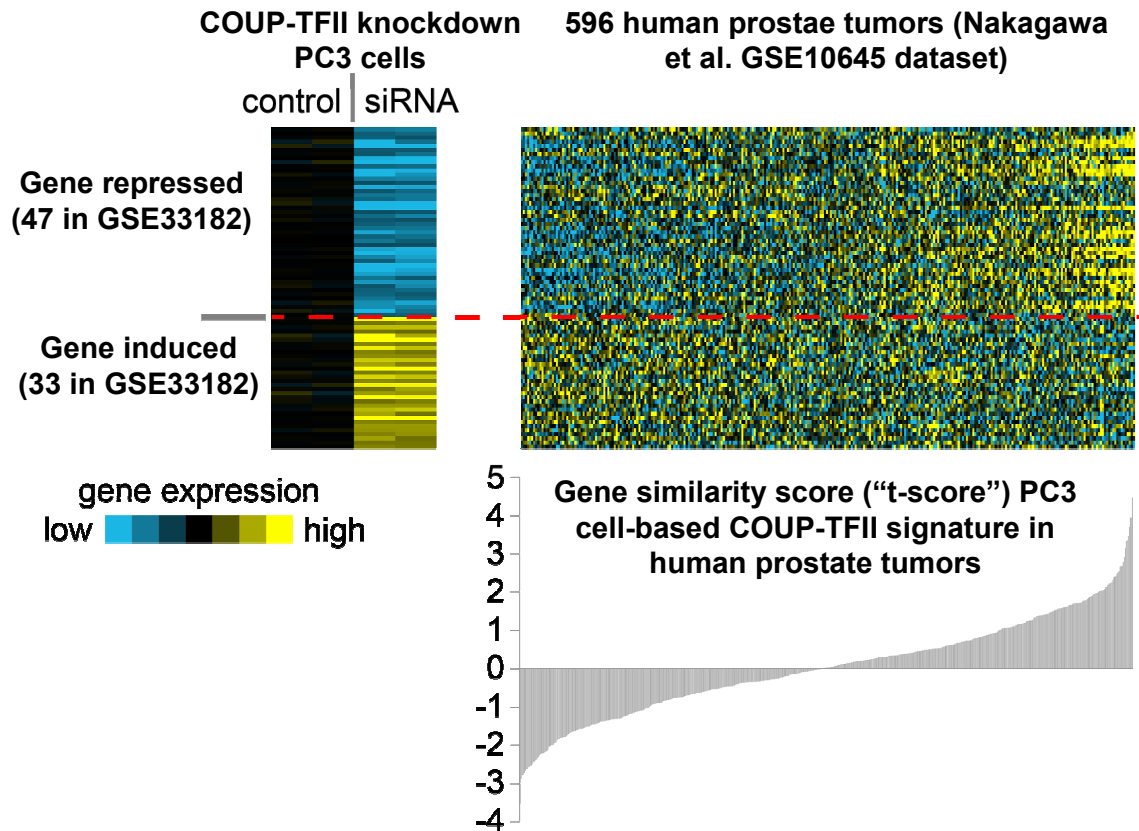 COUP-TFII knockdown
PC3 cells
596 human prostae tumors (Nakagawa
et al. GSE10645 dataset)
control siRNA
Gene repressed
(47 in GSE33182)
Gene induced
(33 in GSE33182)
gene expression
low high
Gene similarity score (“t-score”) PC3
cell-based COUP-TFII signature in
human prostate tumors
5
4
3
2
1
0
-1
-2
-3
-4